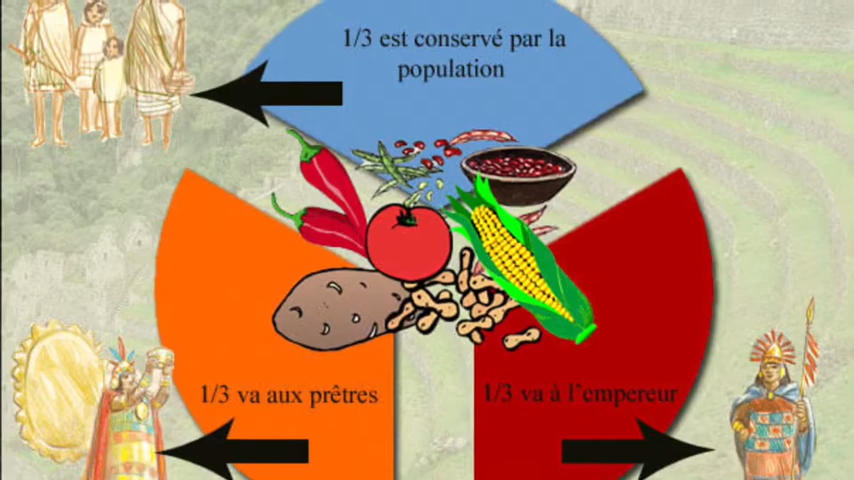 1/3 est conservé par la
population
1/3 va aux prêtres
1/3 va à l'empereur